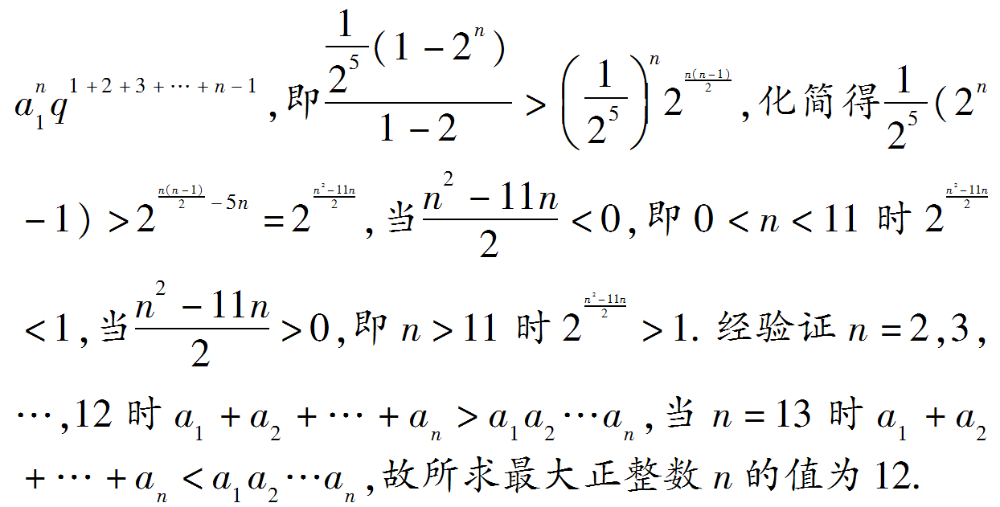 $a_1^n q^{1+2+3+\cdots+n-1}$,即$\frac{\frac{1}{2^5}(1-2^n)}{1-2}>\left(\frac{1}{2^5}\right)^n 2^{\frac{n(n-1)}{2}}$,化简得$\frac{1}{2^5}(2^n$
$-1)>2^{\frac{n(n-1)}{2}-5n}=2^{\frac{n^2-11n}{2}}$,当$\frac{n^2-11n}{2}<0$,即$0<n<11$时$2^{\frac{n^2-11n}{2}}$
$<1$,当$\frac{n^2-11n}{2}>0$,即$n>11$时$2^{\frac{n^2-11n}{2}}>1$. 经验证$n=2,3,$
$\cdots,12$时$a_1+a_2+\cdots+a_n>a_1a_2\cdots a_n$,当$n=13$时$a_1+a_2$
$+\cdots+a_n<a_1a_2\cdots a_n$,故所求最大正整数$n$的值为12.